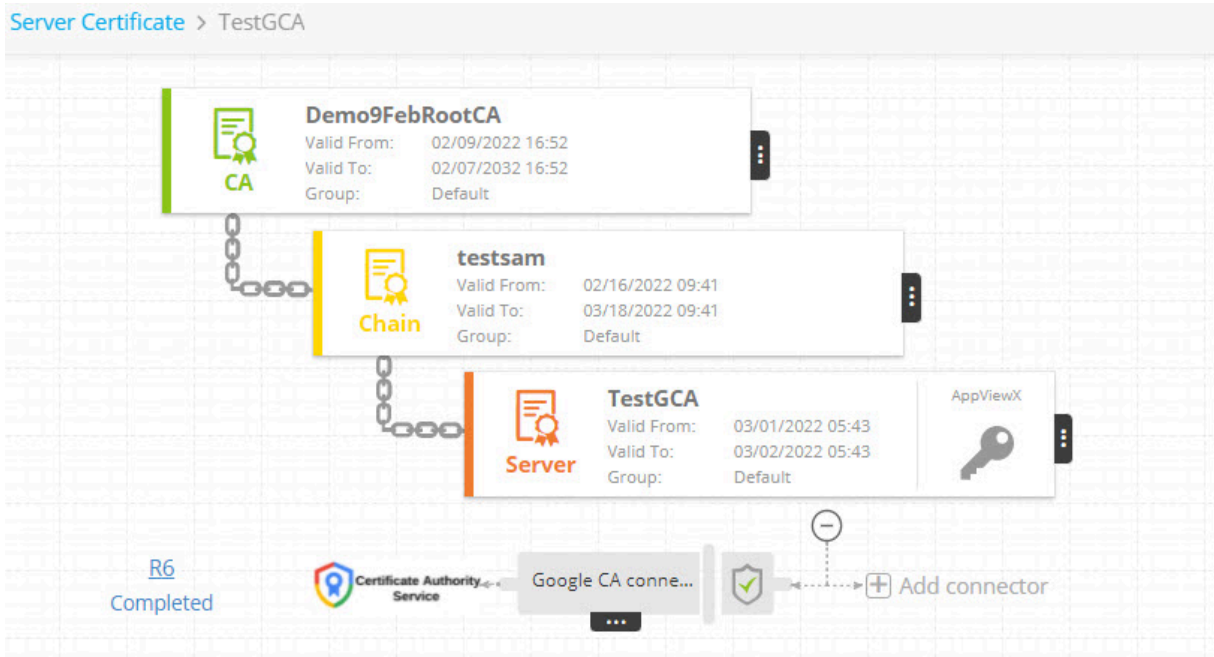 Server Certificate > TestGCA
Demo9FebRootCA
Valid From: 02/09/2022 16:52
Valid To: 02/07/2032 16:52
Group: Default
CA
testsam
Valid From: 02/16/2022 09:41
Valid To: 03/18/2022 09:41
Group: Default
Chain
TestGCA
Valid From: 03/01/2022 05:43
Valid To: 03/02/2022 05:43
Group: Default
Server
AppViewX
R6
Completed
Certificate Authority
Service
Google CA conne...
Add connector